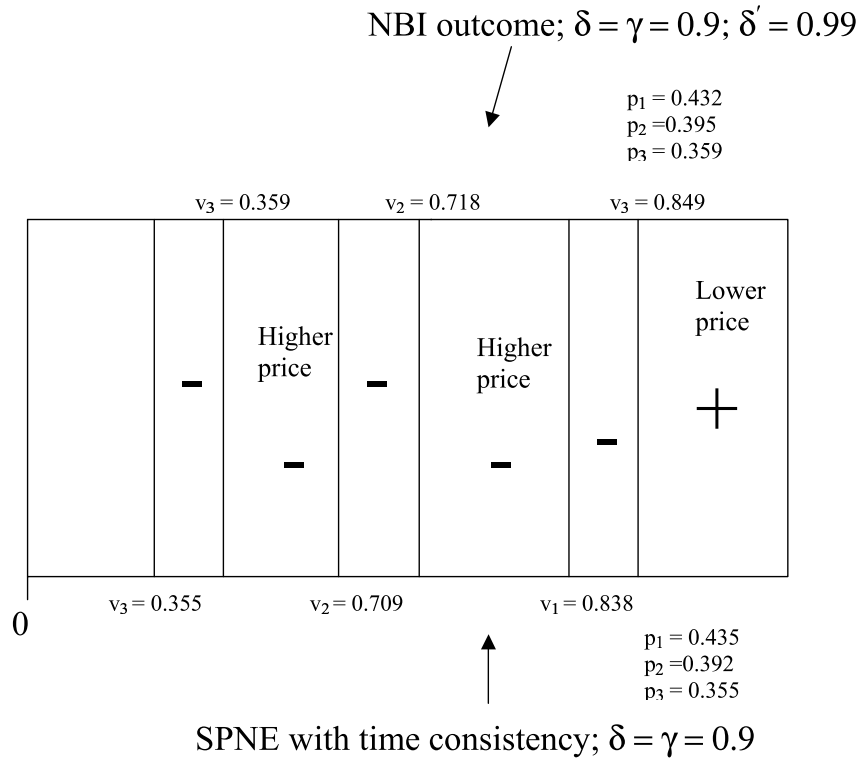 NBI outcome; δ = γ = 0.9; δ′ = 0.99
p₁ = 0.432
p₂ =0.395
p₃ = 0.359
v₃ = 0.359 v₂ = 0.718 v₃ = 0.849
Lower
price
Higher
price
Higher
price
- - - - - +
v₃ = 0.355 v₂ = 0.709 v₁ = 0.838
0
p₁ = 0.435
p₂ =0.392
p₃ = 0.355
SPNE with time consistency; δ = γ = 0.9